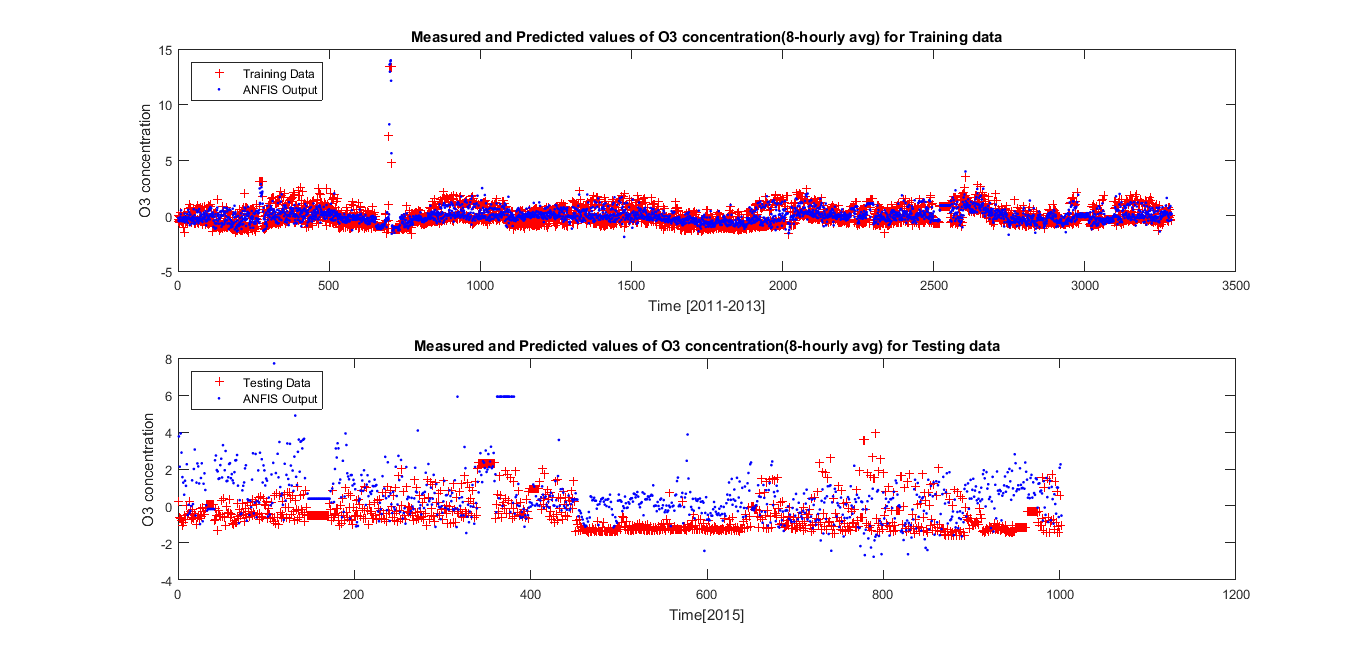 Measured and Predicted values of O3 concentration(8-hourly avg) for Training data
15
10
5
0
-5
O3 concentration
Training Data
ANFIS Output
0 500 1000 1500 2000 2500 3000 3500
Time [2011-2013]
Measured and Predicted values of O3 concentration(8-hourly avg) for Testing data
8
6
4
2
0
-2
-4
O3 concentration
Testing Data
ANFIS Output
0 200 400 600 800 1000 1200
Time[2015]